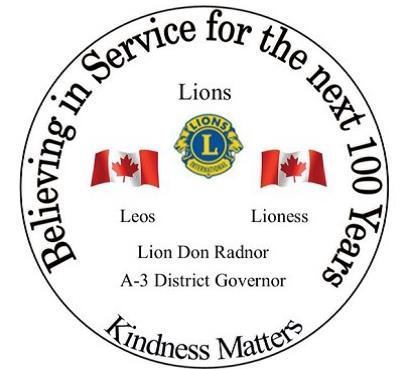 Believing in Service for the next 100 Years
Lions
LIONS
L
INTERNATIONAL
Leos
Lioness
Lion Don Radnor
A-3 District Governor
Kindness Matters